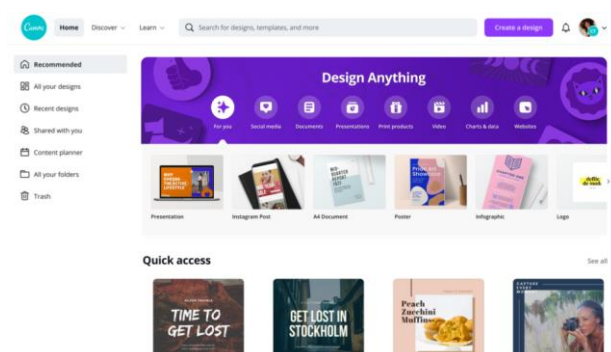 Canva
Home
Discover
Learn
Search for designs, templates, and more
Create a design
Recommended
All your designs
Recent designs
Shared with you
Content planner
All your folders
Trash
Design Anything
For you
Social media
Documents
Presentations
Print products
Video
Charts & data
Websites
Presentation
Instagram Post
A4 Document
Poster
Infographic
Logo
Quick access
See all
TIME TO
GET LOST
GET LOST IN
STOCKHOLM
Peach
Zucchini
Muffins
CAPTURE
EVERY